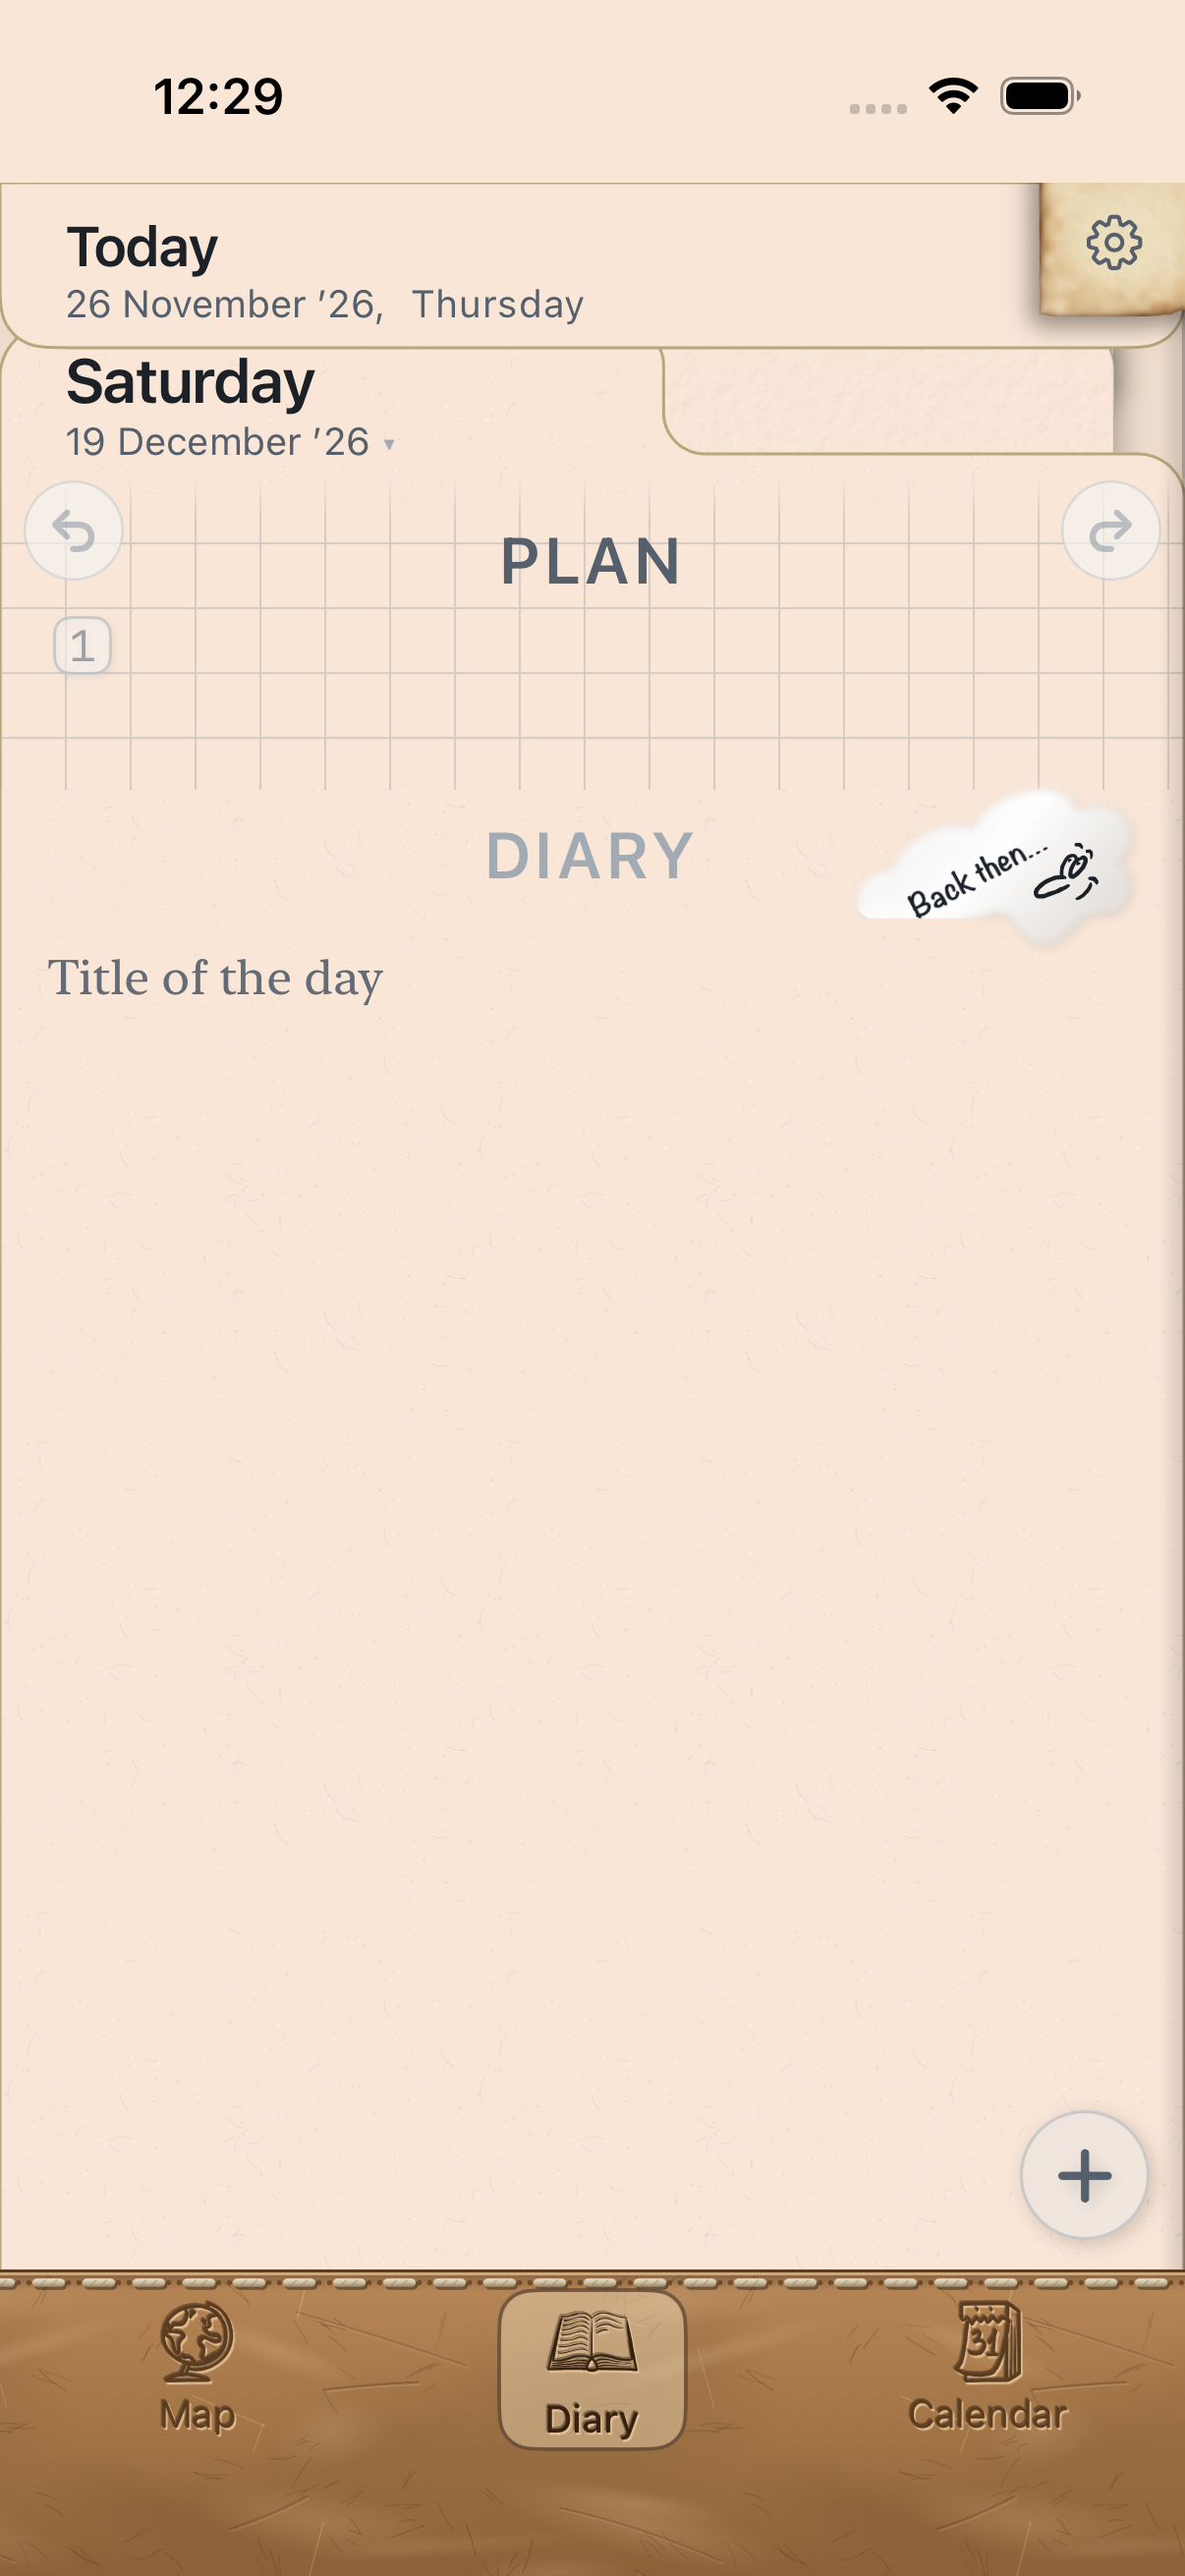 12:29
Today
26 November ’26, Thursday
Saturday
19 December ’26 ▾
PLAN
1
DIARY
Back then...
Title of the day
31
Map
Diary
Calendar